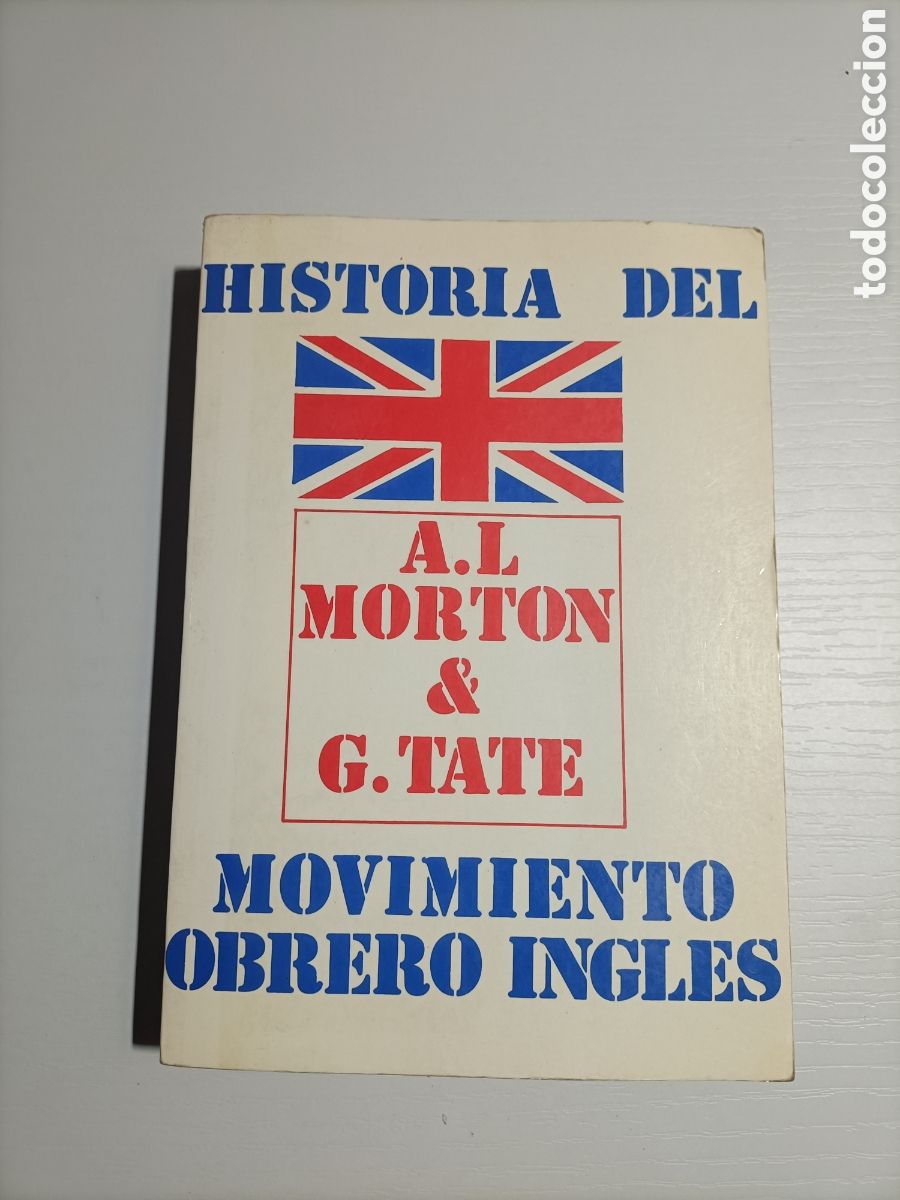 HISTORIA DEL
A.L
MORTON
&
G. TATE
MOVIMIENTO
OBRERO INGLES
todocoleccion